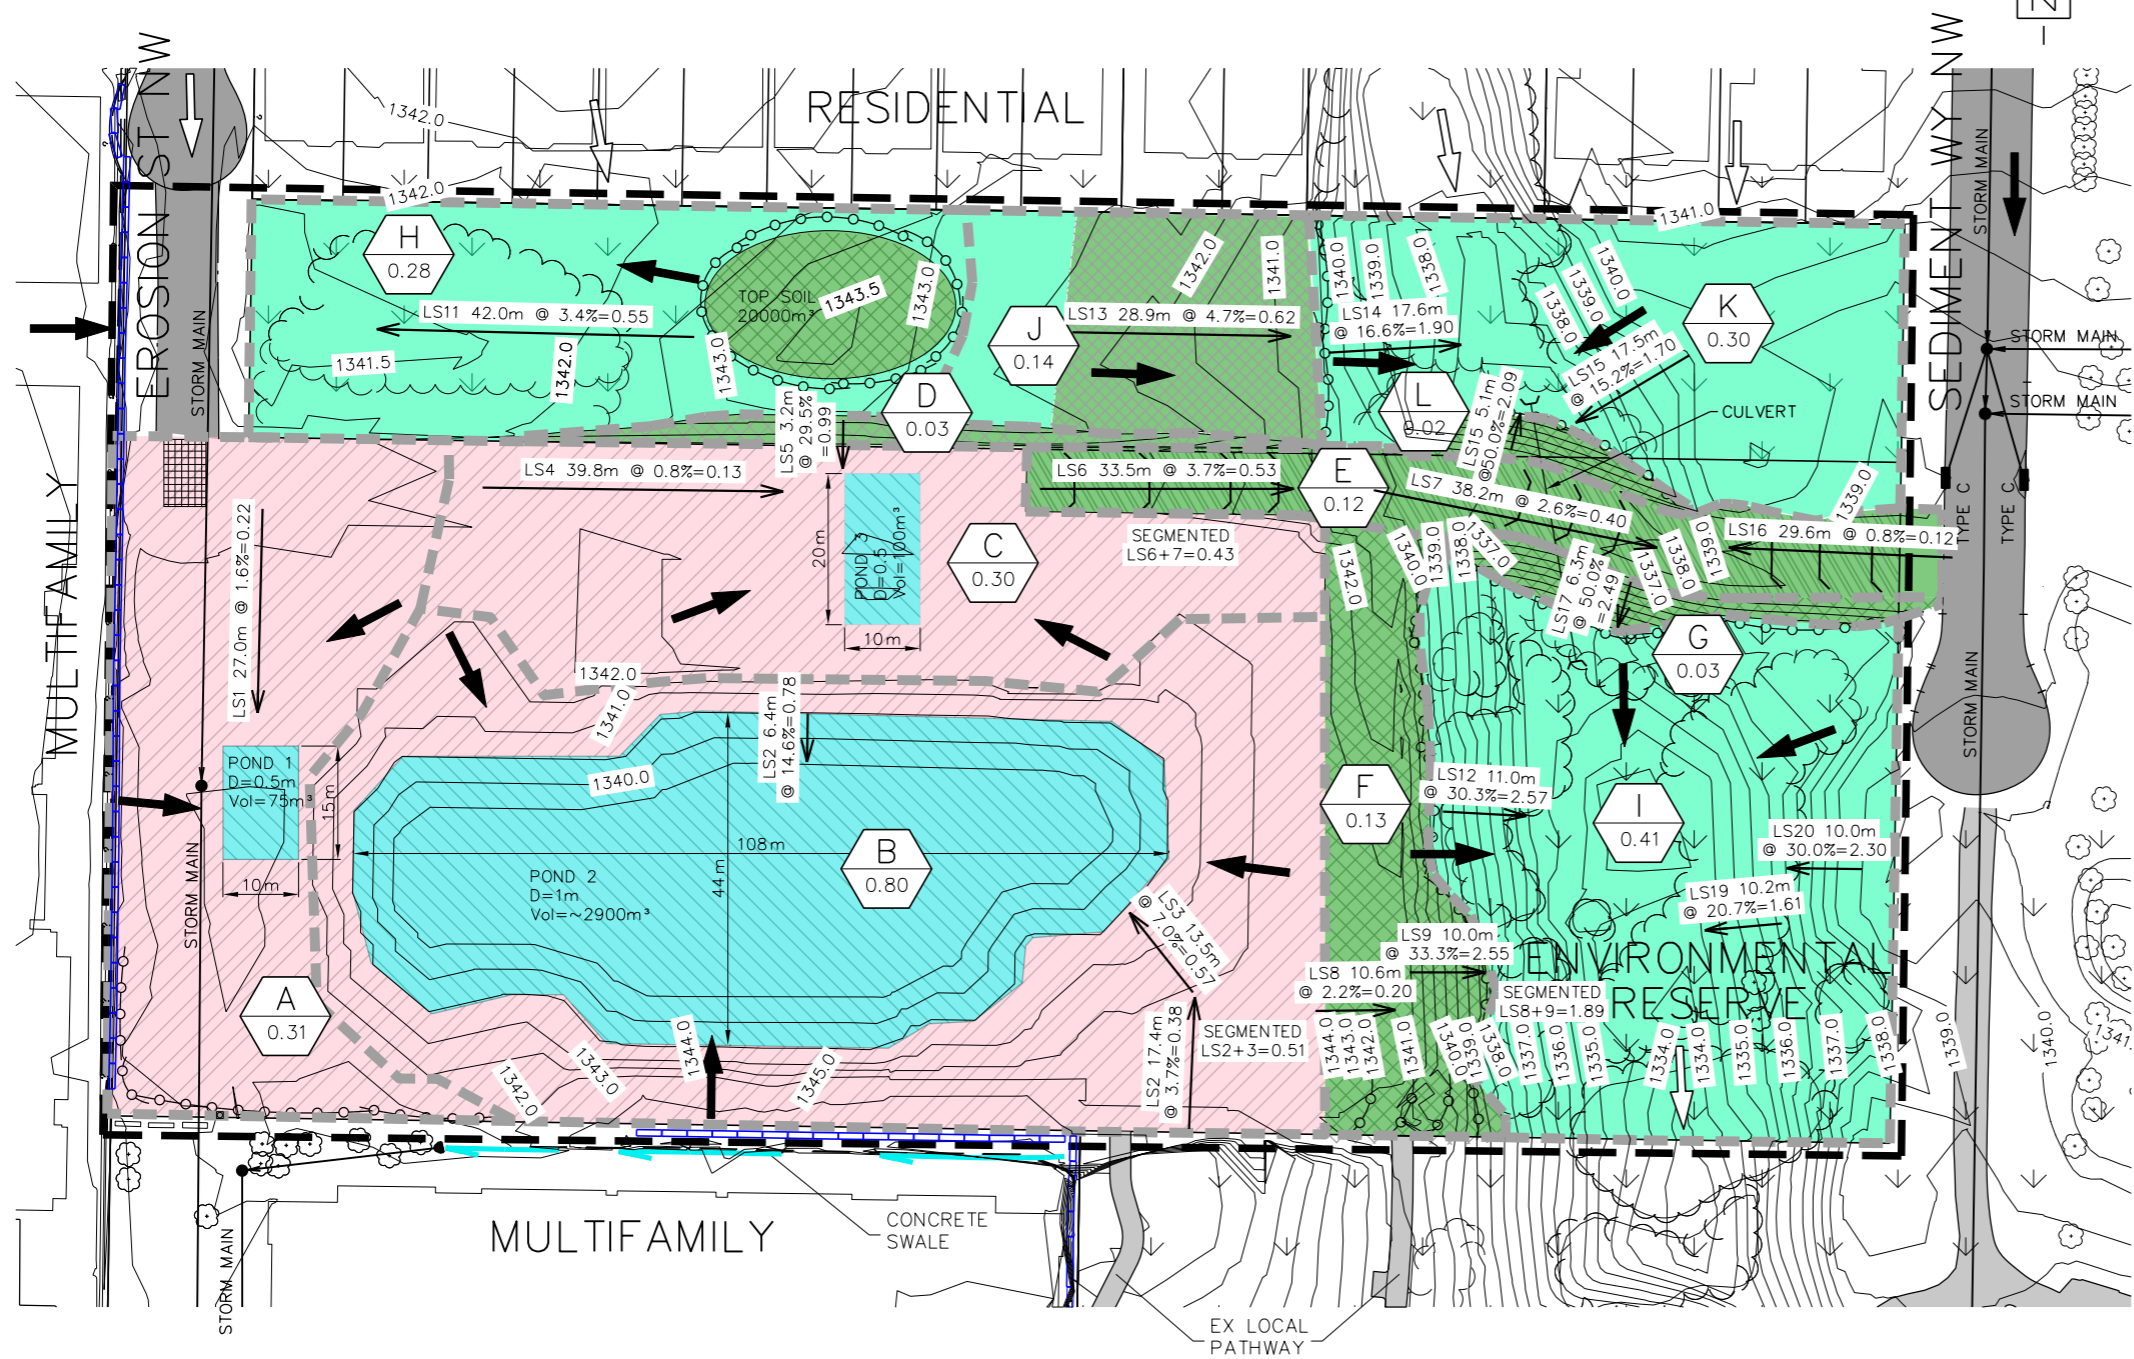 EROSION ST NW
SEDIMENT WY NW
N
RESIDENTIAL
1342.0
1342.0
1341.0
STORM MAIN
STORM MAIN
STORM MAIN
STORM MAIN
H
0.28
TOP SOIL
20000m³
1343.5
1343.0
1343.0
1342.0
1341.0
1340.0
1339.0
1338.0
1338.0
1339.0
1340.0
K
0.30
LS11 42.0m @ 3.4%=0.55
1341.5
1342.0
J
0.14
LS13 28.9m @ 4.7%=0.62
LS14 17.6m
@ 16.6%=1.90
LS15 17.5m
@ 15.2%=1.70
D
0.03
LS5 3.2m
@ 29.5%
=0.99
L
0.02
LS15 5.1m
@50.0%=2.09
CULVERT
LS4 39.8m @ 0.8%=0.13
LS6 33.5m @ 3.7%=0.53
E
0.12
LS7 38.2m @ 2.6%=0.40
1339.0
LS16 29.6m @ 0.8%=0.12
TYPE C
TYPE C
MULTIFAMILY
LS1 27.0m @ 1.6%=0.22
20m
POND 3
D=0.5
Vol=100m³
10m
C
0.30
SEGMENTED
LS6+7=0.43
1342.0
1340.0
1339.0
1338.0
1337.0
LS17 6.3m
@ 50.0%
=2.49
1337.0
1338.0
1339.0
G
0.03
STORM MAIN
1342.0
1341.0
1340.0
LS2 6.4m
@ 14.6%=0.78
POND 1
D=0.5m
Vol=75m³
15m
10m
STORM MAIN
108m
44m
B
0.80
POND 2
D=1m
Vol=~2900m³
F
0.13
LS12 11.0m
@ 30.3%=2.57
I
0.41
LS20 10.0m
@ 30.0%=2.30
LS19 10.2m
@ 20.7%=1.61
LS3 13.5m
@ 7.0%=0.57
LS9 10.0m
@ 33.3%=2.55
LS8 10.6m
@ 2.2%=0.20
ENVIRONMENTAL
RESERVE
SEGMENTED
LS8+9=1.89
A
0.31
SEGMENTED
LS2+3=0.51
LS2 17.4m
@ 3.7%=0.38
1342.0
1343.0
1344.0
1345.0
1344.0
1343.0
1342.0
1341.0
1340.0
1339.0
1338.0
1337.0
1336.0
1335.0
1334.0
1334.0
1335.0
1336.0
1337.0
1338.0
1339.0
1340.0
1341.
STORM MAIN
MULTIFAMILY
CONCRETE
SWALE
EX LOCAL
PATHWAY